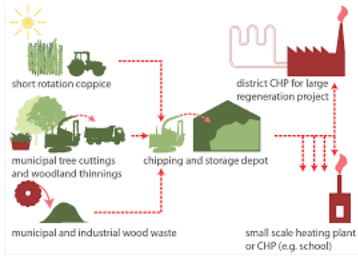 short rotation coppice
district CHP for large
regeneration project
municipal tree cuttings
and woodland thinnings
chipping and storage depot
municipal and industrial wood waste
small scale heating plant
or CHP (e.g. school)